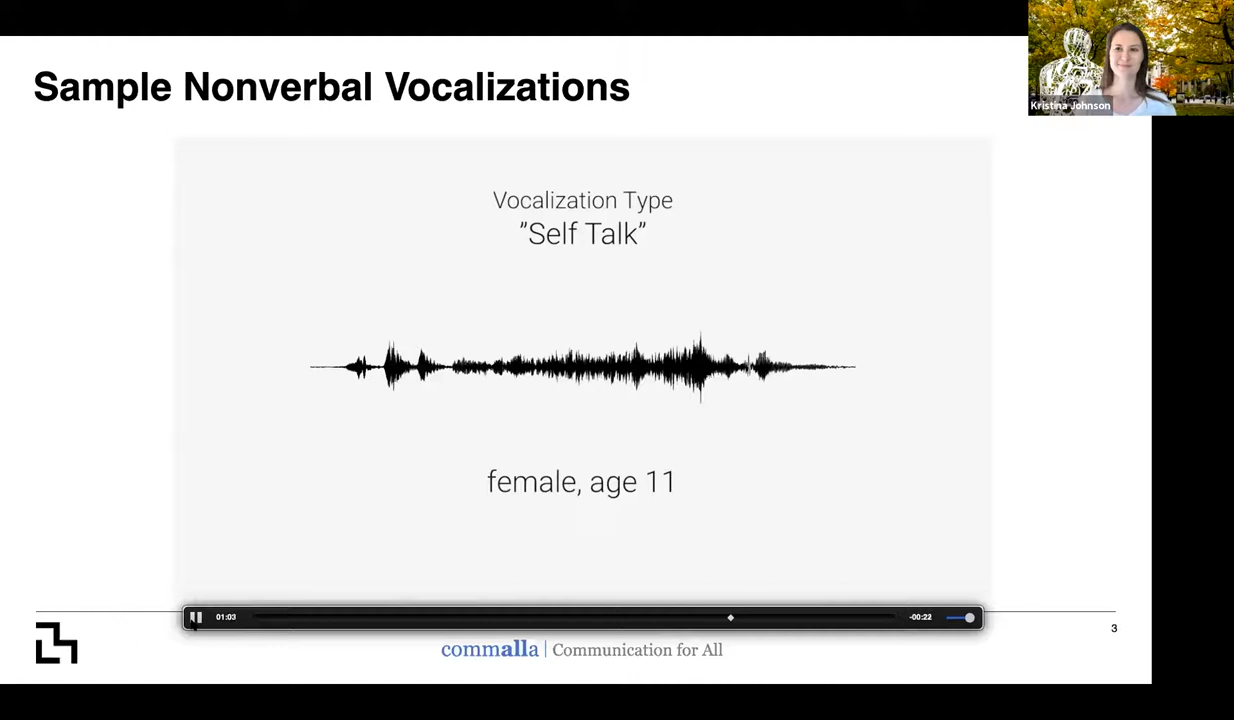 Sample Nonverbal Vocalizations
Kristina Johnson
Vocalization Type
”Self Talk”
female, age 11
01:03
-00:22
commalla | Communication for All
3